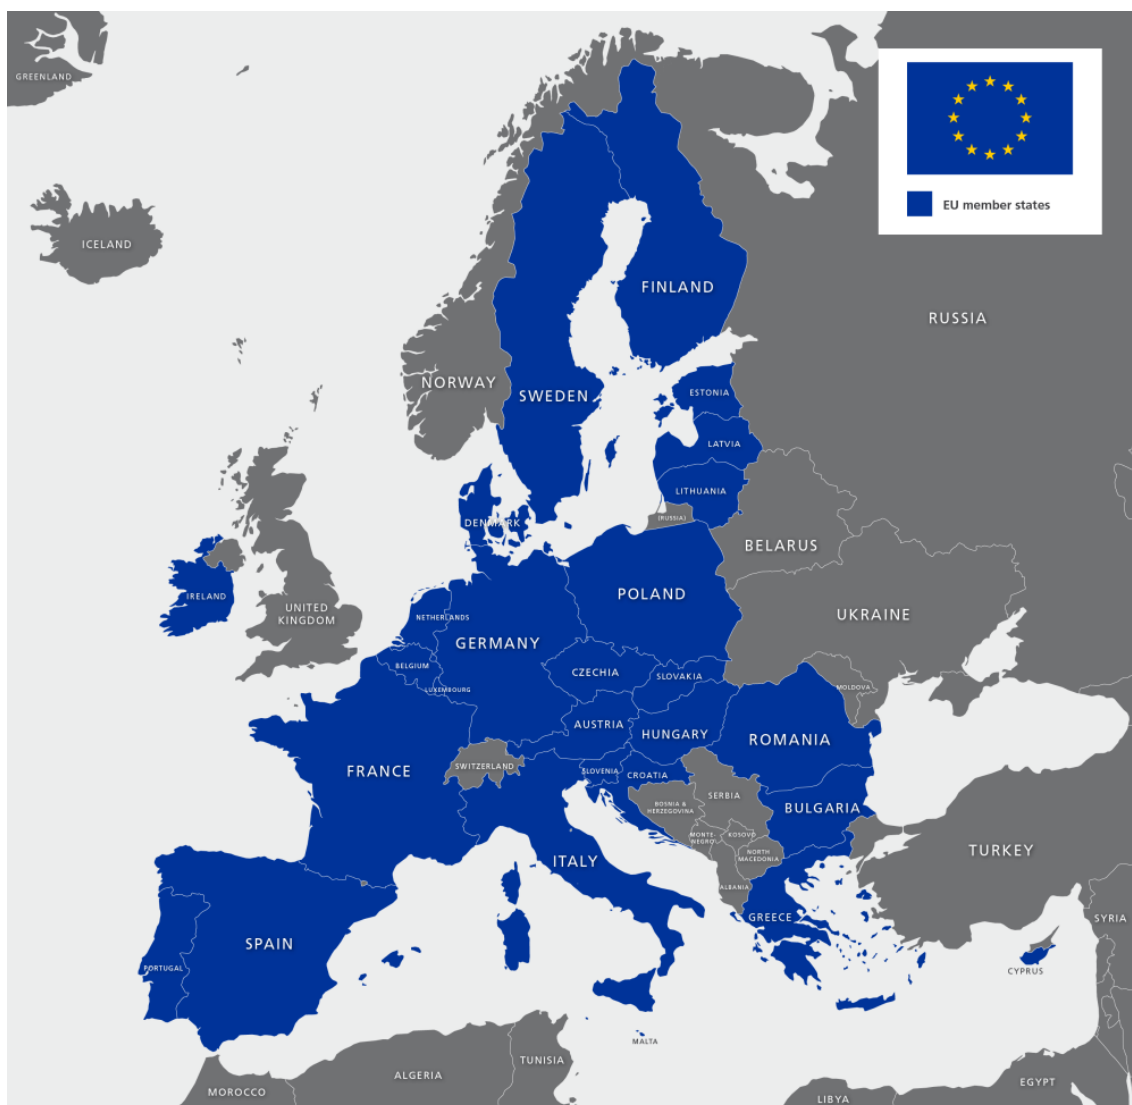 GREENLAND
EU member states
ICELAND
FINLAND
RUSSIA
NORWAY
SWEDEN
ESTONIA
LATVIA
LITHUANIA
(RUSSIA)
DENMARK
BELARUS
IRELAND
UNITED
KINGDOM
NETHERLANDS
POLAND
UKRAINE
GERMANY
BELGIUM
CZECHIA
SLOVAKIA
LUXEMBOURG
MOLDOVA
AUSTRIA
HUNGARY
ROMANIA
FRANCE
SWITZERLAND
SLOVENIA
CROATIA
SERBIA
BOSNIA &
HERZEGOVINA
BULGARIA
MONTE-
NEGRO
KOSOVO
NORTH
MACEDONIA
ITALY
TURKEY
ALBANIA
GREECE
SYRIA
SPAIN
PORTUGAL
CYPRUS
MALTA
TUNISIA
ALGERIA
MOROCCO
EGYPT
LIBYA